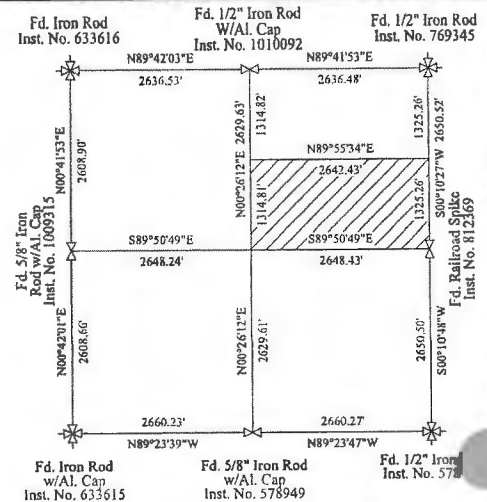 Fd. Iron Rod
Inst. No. 633616
Fd. 1/2" Iron Rod
W/Al. Cap
Inst. No. 1010092
Fd. 1/2" Iron Rod
Inst. No. 769345
N89°42'03"E
2636.53'
N89°41'53"E
2636.48'
N00°41'53"E
2608.90'
N00°26'12"E 2629.63'
1314.82'
1314.81'
1325.26'
1325.26'
S00°10'27"W 2650.52'
N89°55'34"E
2642.43'
Fd. 5/8" Iron
Rod w/Al. Cap
Inst. No. 1009315
Fd. Railroad Spike
Inst. No. 812369
S89°50'49"E
2648.24'
S89°50'49"E
2648.43'
N00°42'01"E
2608.66'
N00°26'12"E
2629.61'
2650.50'
S00°10'48"W
2660.23'
N89°23'39"W
2660.27'
N89°23'47"W
Fd. Iron Rod
w/Al. Cap
Inst. No. 633615
Fd. 5/8" Iron Rod
w/Al. Cap
Inst. No. 578949
Fd. 1/2" Iron
Inst. No.